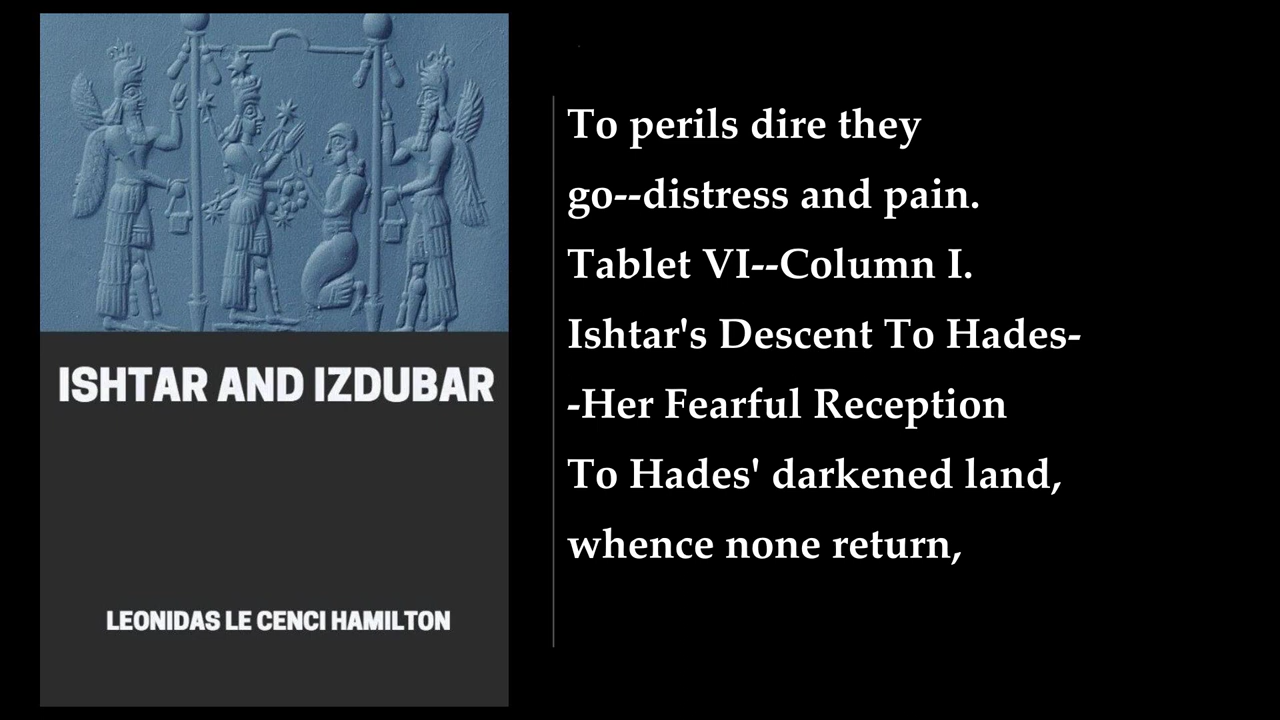 ISHTAR AND IZDUBAR
LEONIDAS LE CENCI HAMILTON
To perils dire they
go--distress and pain.
Tablet VI--Column I.
Ishtar's Descent To Hades-
-Her Fearful Reception
To Hades' darkened land,
whence none return,